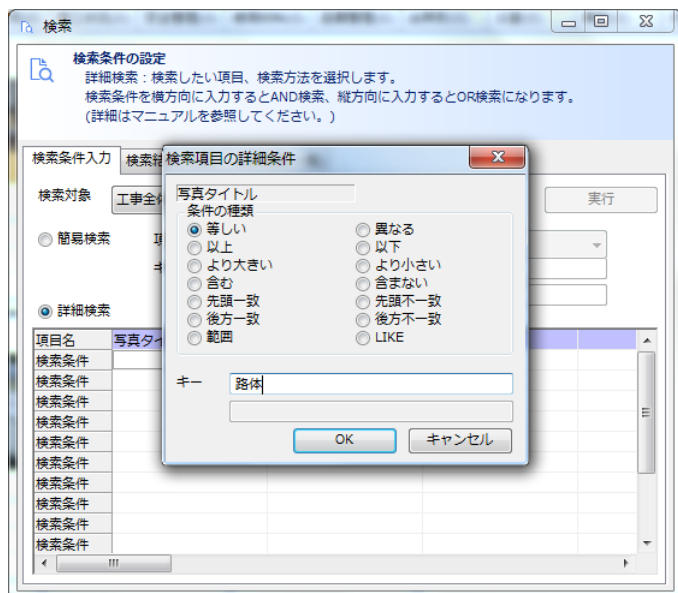 検索
検索条件の設定
詳細検索：検索したい項目、検索方法を選択します。
検索条件を横方向に入力するとAND検索、縦方向に入力するとOR検索になります。
(詳細はマニュアルを参照してください。)
検索条件入力
検索結
検索対象
工事全体
実行
簡易検索
詳細検索
項目名
写真タイ
検索条件
検索条件
検索条件
検索条件
検索条件
検索条件
検索条件
検索条件
検索条件
検索条件
検索項目の詳細条件
写真タイトル
条件の種類
等しい 異なる
以上 以下
より大きい より小さい
含む 含まない
先頭一致 先頭不一致
後方一致 後方不一致
範囲 LIKE
キー 路体
OK キャンセル